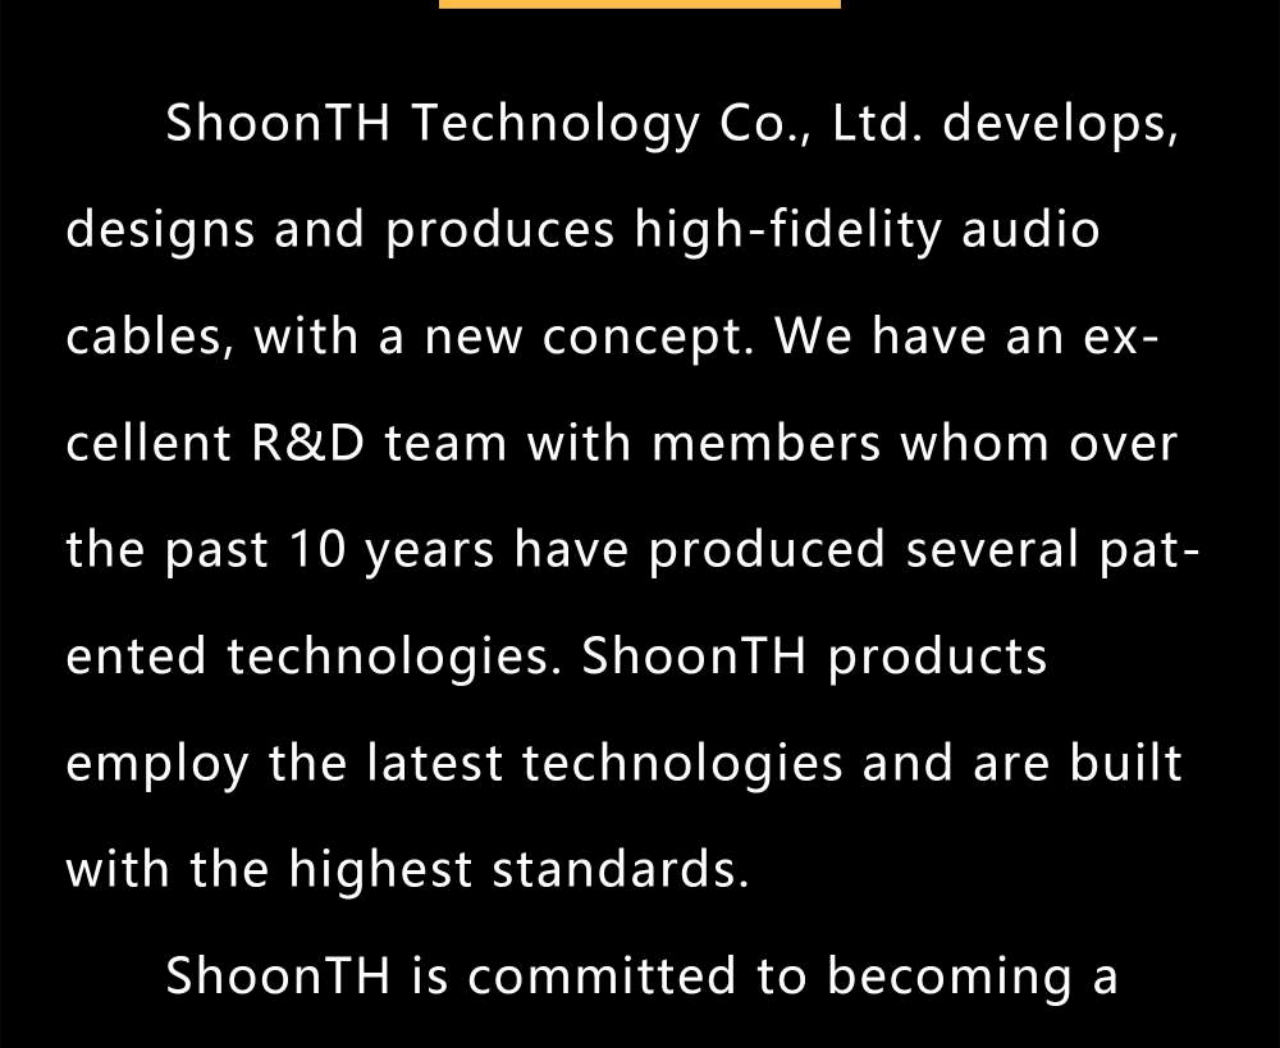 ShoonTH Technology Co., Ltd. develops,
designs and produces high-fidelity audio
cables, with a new concept. We have an ex-
cellent R&D team with members whom over
the past 10 years have produced several pat-
ented technologies. ShoonTH products
employ the latest technologies and are built
with the highest standards.
ShoonTH is committed to becoming a